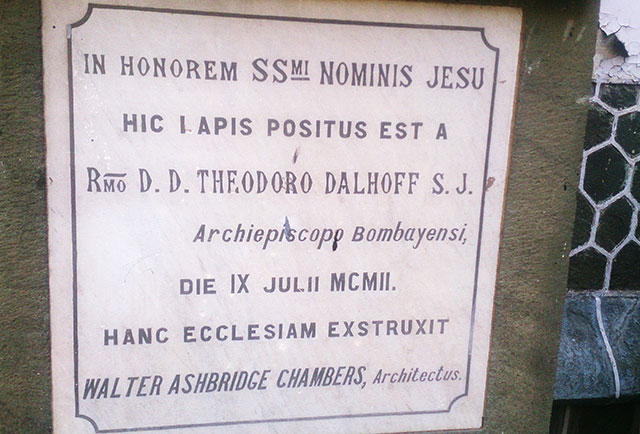 IN HONOREM SSMI NOMINIS JESU
HIC LAPIS POSITUS EST A
RMO D. D. THEODORO DALHOFF S. J.
Archiepiscopo Bombayensi,
DIE IX JULII MCMII.
HANC ECCLESIAM EXSTRUXIT
WALTER ASHBRIDGE CHAMBERS, Architectus.